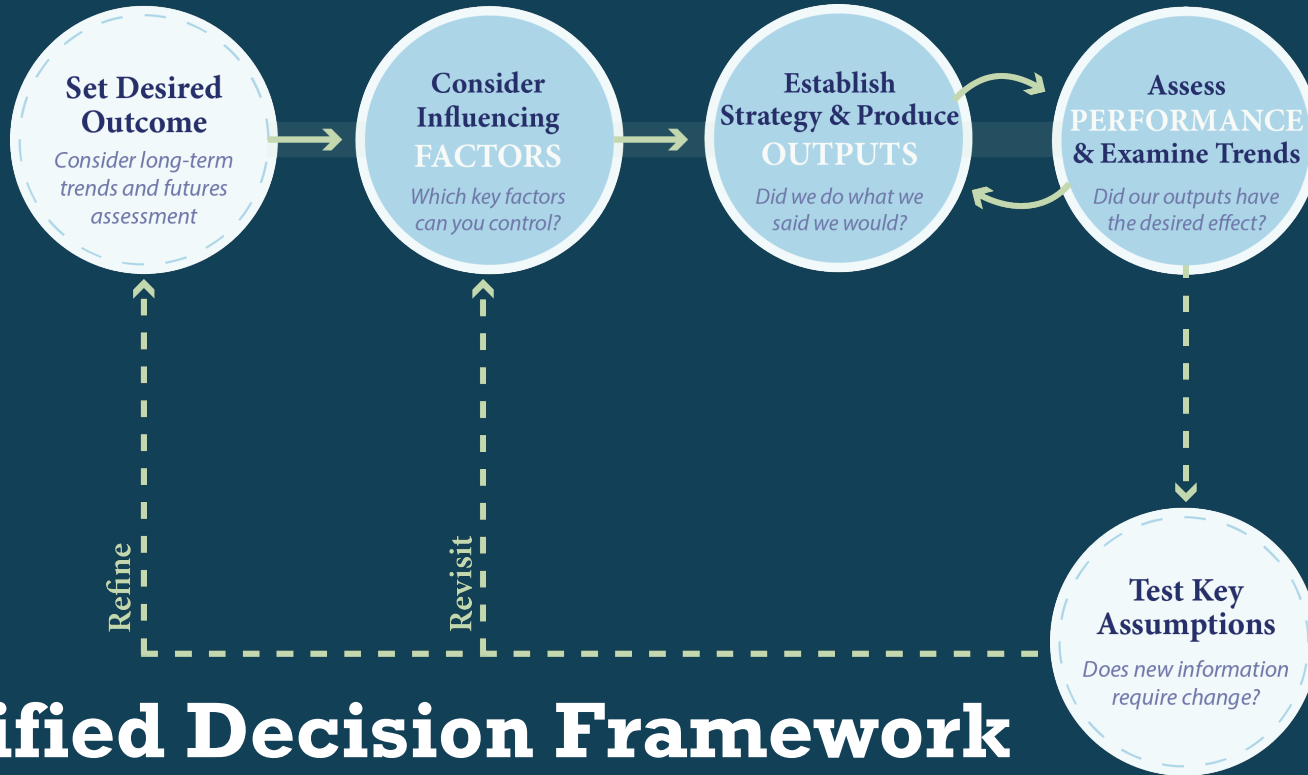 Set Desired
Outcome
Consider long-term
trends and futures
assessment
Consider
Influencing
FACTORS
Which key factors
can you control?
Establish
Strategy & Produce
OUTPUTS
Did we do what we
said we would?
Assess
PERFORMANCE
& Examine Trends
Did our outputs have
the desired effect?
Refine
Revisit
Test Key
Assumptions
Does new information
require change?
ified Decision Framework